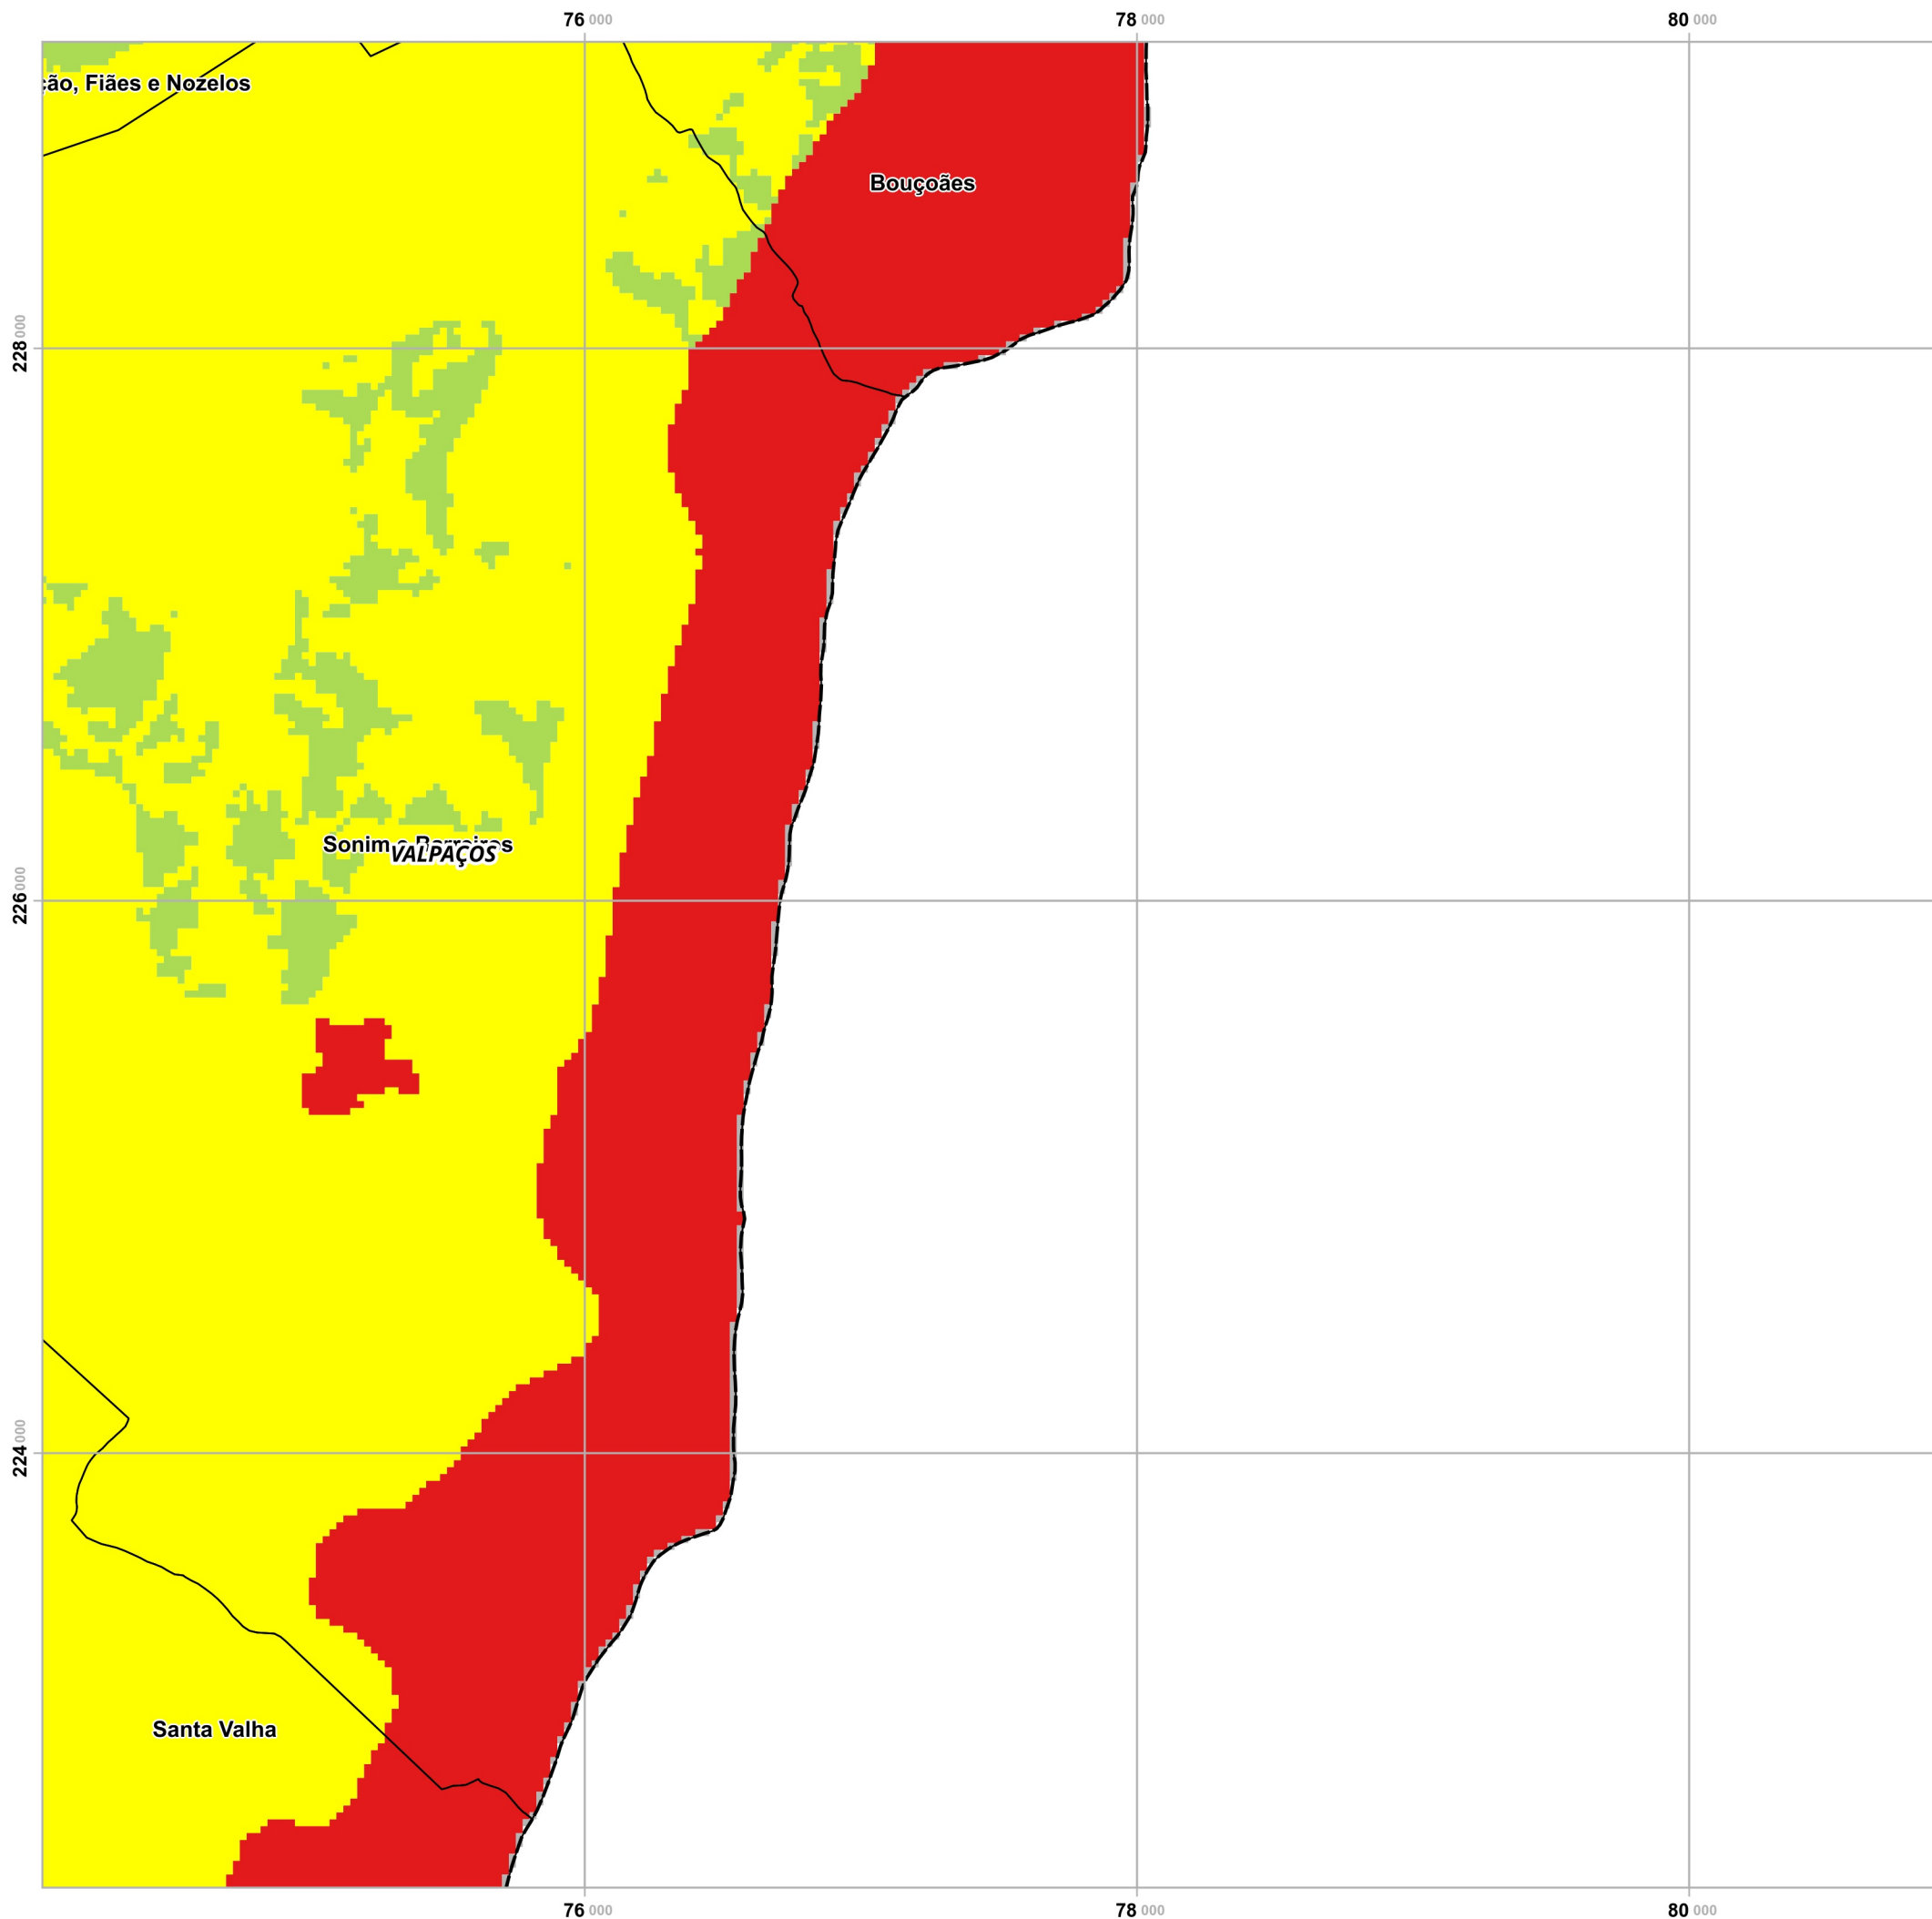 76 000 78 000 80 000
ção, Fiães e Nozelos
Bouçoães
228 000
Sonim e Barreiros
VALPAÇOS
226 000
224 000
Santa Valha
76 000 78 000 80 000